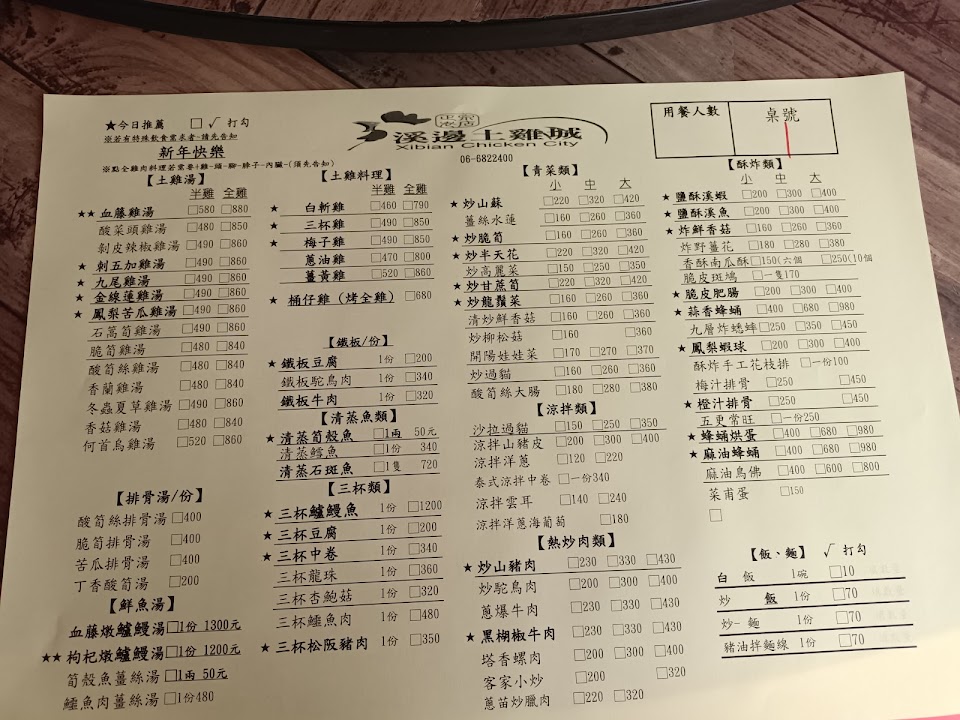 ★今日推薦 □ ✓ 打勾
※若有特殊飲食需求者-請先告知
新年快樂
※點全雞肉料理若需要+雞-頭-腳-脖子-內臟-(須先告知)
正宗
溪邊土雞城
Xibian Chicken City
06-6822400
用餐人數
桌號
【土雞湯】
半雞 全雞
★★血藤雞湯 □580 □880
酸菜頭雞湯 □480 □850
剝皮辣椒雞湯 □490 □860
★刺五加雞湯 □490 □860
★九尾雞湯 □490 □860
★金線蓮雞湯 □490 □860
★鳳梨苦瓜雞湯 □490 □860
石蒿筍雞湯 □490 □860
脆筍雞湯 □480 □840
酸筍絲雞湯 □480 □840
香蘭雞湯 □480 □840
冬蟲夏草雞湯 □490 □860
香菇雞湯 □480 □840
何首烏雞湯 □520 □860
【排骨湯/份】
酸筍絲排骨湯 □400
脆筍排骨湯 □400
苦瓜排骨湯 □400
丁香酸筍湯 □200
【鮮魚湯】
血藤燉鱸鰻湯□1份 1300元
★★枸杞燉鱸鰻湯□1份 1200元
筍殼魚薑絲湯 □1兩 50元
鱷魚肉薑絲湯 □1份480
【土雞料理】
半雞 全雞
★ 白斬雞 □460 □790
★ 三杯雞 □490 □850
★ 梅子雞 □490 □850
蔥油雞 □470 □800
薑黃雞 □520 □860
★ 桶仔雞 (烤全雞) □680
【鐵板/份】
★鐵板豆腐 1份 □200
鐵板鴕鳥肉 1份 □340
鐵板牛肉 1份 □320
【清蒸魚類】
★清蒸筍殼魚 □1兩 50元
清蒸鱈魚 □1份 340
清蒸石斑魚 □1隻 720
【三杯類】
★三杯鱸鰻魚 1份 □1200
★三杯豆腐 1份 □200
★三杯中卷 1份 □340
三杯龍珠 1份 □360
三杯杏鮑菇 1份 □320
三杯鱷魚肉 1份 □480
★三杯松阪豬肉 1份 □350
【青菜類】
小 中 大
★炒山蘇 □220 □320 □420
薑絲水蓮 □160 □260 □360
★炒脆筍 □160 □260 □360
★炒半天花 □220 □320 □420
炒高麗菜 □150 □250 □350
★炒甘蔗筍 □220 □320 □420
★炒龍鬚菜 □160 □260 □360
清炒鮮香菇 □160 □260 □360
炒柳松菇 □160 □360
開陽娃娃菜 □170 □270 □370
炒過貓 □160 □260 □360
酸筍絲大腸 □180 □280 □380
【涼拌類】
沙拉過貓 □150 □250 □350
涼拌山豬皮 □200 □300 □400
涼拌洋蔥 □120 □220
泰式涼拌中卷 □一份340
涼拌雲耳 □140 □240
涼拌洋蔥海葡萄 □180
【熱炒肉類】
★炒山豬肉 □230 □330 □430
炒鴕鳥肉 □200 □300 □400
蔥爆牛肉 □230 □330 □430
★黑椒牛肉 □230 □330 □430
塔香螺肉 □200 □300 □400
客家小炒 □200 □320
蔥苗炒臘肉 □220 □320
【酥炸類】
小 中 大
★鹽酥溪蝦 □200 □300 □400
★鹽酥溪魚 □200 □300 □400
★炸鮮香菇 □160 □260 □360
炸野薑花 □180 □280 □380
香酥南瓜酥 □150(六個 □250(10個
脆皮斑鳩 □一隻170
★脆皮肥腸 □200 □300 □400
★蒜香蜂蛹 □400 □680 □980
九層炸蟋蟀□250 □350 □450
★鳳梨蝦球 □200 □300 □400
酥炸手工花枝排 □一份100
梅汁排骨 □250 □450
★橙汁排骨 □250 □450
五更常旺 □一份250
★蜂蛹烘蛋 □400 □680 □980
★麻油蜂蛹 □400 □680 □980
麻油鳥佛 □400 □600 □800
菜甫蛋 □150
□
【飯、麵】 ✓ 打勾
白 飯 1碗 □10
炒 飯 1份 □70
炒-麵 1份 □70
豬油拌麵線 1份 □70